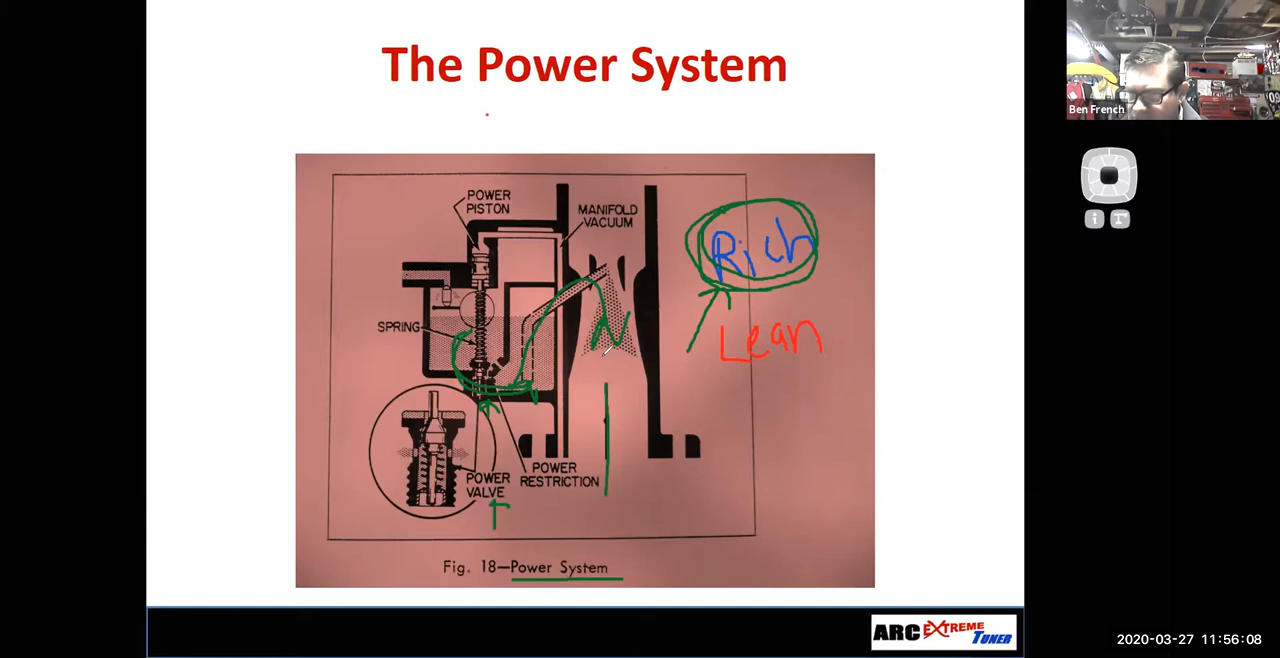 The Power System
Ben French
POWER
PISTON
MANIFOLD
VACUUM
Rich
SPRING
Lean
POWER
VALVE
POWER
RESTRICTION
Fig. 18—Power System
ARC EXTREME
TUNER
2020-03-27 11:56:08